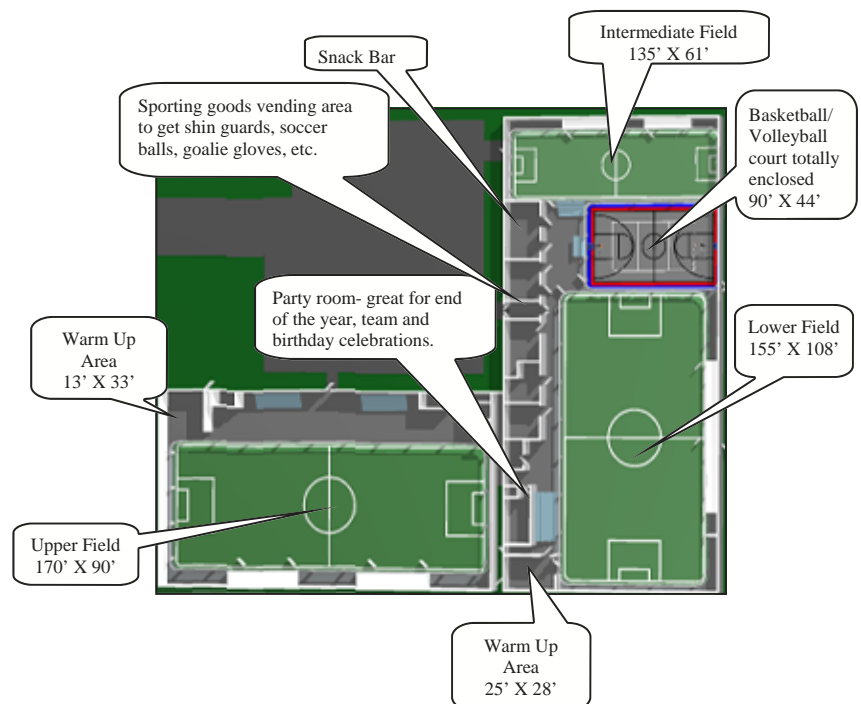 Intermediate Field
135’ X 61’
Snack Bar
Sporting goods vending area
to get shin guards, soccer
balls, goalie gloves, etc.
Basketball/
Volleyball
court totally
enclosed
90’ X 44’
Party room- great for end
of the year, team and
birthday celebrations.
Warm Up
Area
13’ X 33’
Lower Field
155’ X 108’
Upper Field
170’ X 90’
Warm Up
Area
25’ X 28’